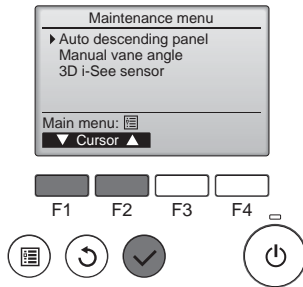 Maintenance menu
Auto descending panel
Manual vane angle
3D i-See sensor
Main menu:
▼ Cursor ▲
F1 F2 F3 F4